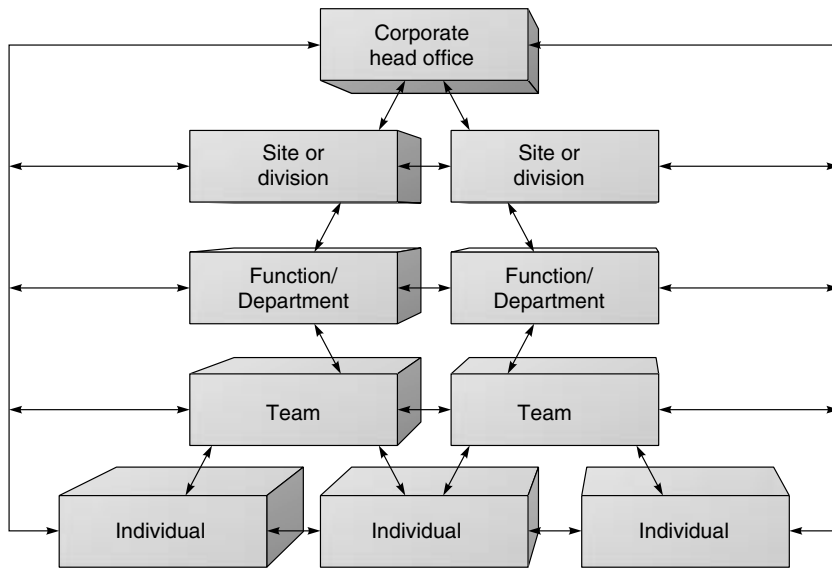 Corporate
head office
Site or
division
Site or
division
Function/
Department
Function/
Department
Team
Team
Individual
Individual
Individual